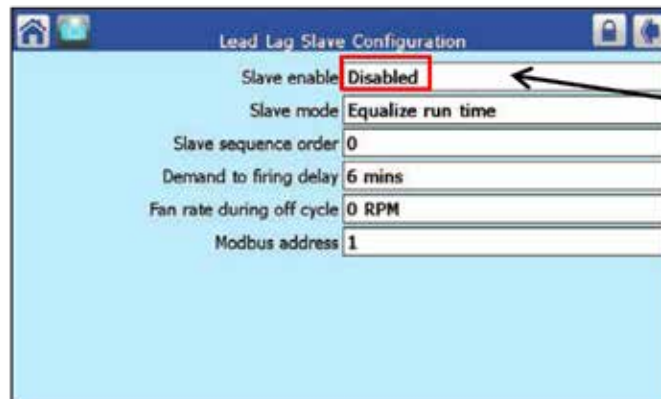 Lead Lag Slave Configuration
Slave enable Disabled
Slave mode Equalize run time
Slave sequence order 0
Demand to firing delay 6 mins
Fan rate during off cycle 0 RPM
Modbus address 1